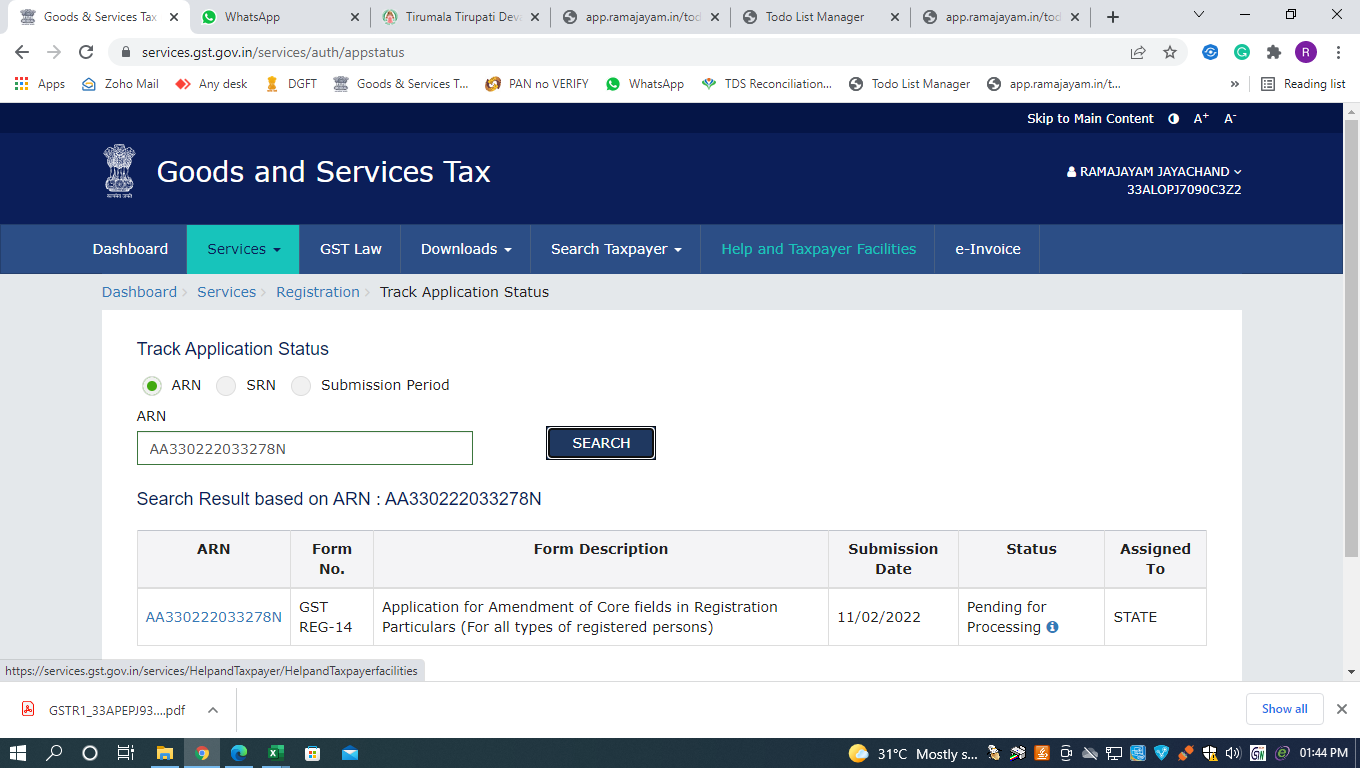 Goods & Services Tax
WhatsApp
Tirumala Tirupati Deva
app.ramajayam.in/tod
Todo List Manager
app.ramajayam.in/tod
services.gst.gov.in/services/auth/appstatus
R
Apps
Zoho Mail
Any desk
DGFT
Goods & Services T...
PAN no VERIFY
WhatsApp
TDS Reconciliation...
Todo List Manager
app.ramajayam.in/t...
»
Reading list
Skip to Main Content
A+
A-
Goods and Services Tax
RAMAJAYAM JAYACHAND
33ALOPJ7090C3Z2
Dashboard
Services
GST Law
Downloads
Search Taxpayer
Help and Taxpayer Facilities
e-Invoice
Dashboard > Services > Registration > Track Application Status
Track Application Status
ARN
SRN
Submission Period
ARN
AA330222033278N
SEARCH
Search Result based on ARN : AA330222033278N
ARN
Form No.
Form Description
Submission Date
Status
Assigned To
AA330222033278N
GST REG-14
Application for Amendment of Core fields in Registration
Particulars (For all types of registered persons)
11/02/2022
Pending for
Processing
STATE
https://services.gst.gov.in/services/HelpandTaxpayer/HelpandTaxpayerfacilities
GSTR1_33APEPJ93....pdf
Show all
31°C Mostly s...
01:44 PM